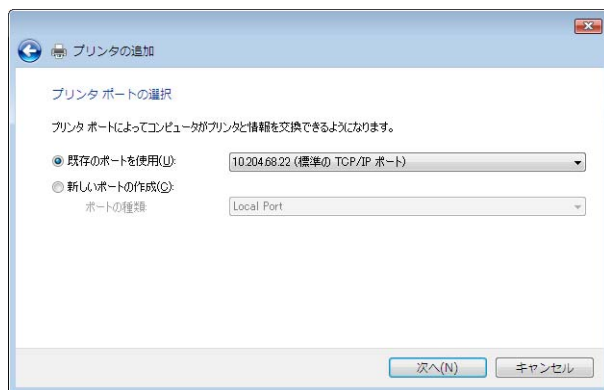 プリンタの追加
プリンタ ポートの選択
プリンタ ポートによってコンピュータがプリンタと情報を交換できるようになります。
既存のポートを使用(U): 10.204.68.22 (標準の TCP/IP ポート)
新しいポートの作成(C):
ポートの種類: Local Port
次へ(N) キャンセル